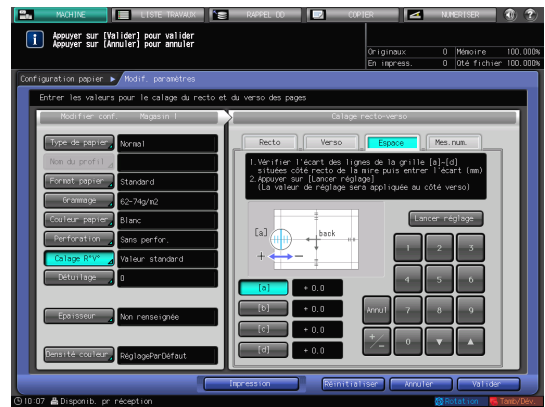 MACHINE
LISTE TRAVAUX
RAPPEL DD
COPIER
NUMERISER
Appuyer sur [Valider] pour valider
Appuyer sur [Annuler] pour annuler
Originaux 0 Mémoire 100.000%
En impress. 0 Qté fichier 100.000%
Configuration papier ▶ Modif. paramètres
Entrer les valeurs pour le calage du recto et du verso des pages
Modifier conf. Magasin 1
Calage recto-verso
Type de papier Normal
Nom du profil
Format papier Standard
Grammage 62-74g/m2
Couleur papier Blanc
Perforation Sans perfor.
Calage R°V° Valeur standard
Détuilage 0
Epaisseur Non renseignée
Densité couleur RéglageParDéfaut
Recto
Verso
Espace
Mes.num.
1.Vérifier l'écart des lignes de la grille [a]-[d]
situées côté recto de la mire puis entrer l'écart (mm)
2.Appuyer sur [Lancer réglage]
(La valeur de réglage sera appliquée au côté verso)
[a]
back
+ -
Lancer réglage
[a] + 0.0
[b] + 0.0
[c] + 0.0
[d] + 0.0
1 2 3
4 5 6
Annul 7 8 9
+/- 0 ▼ ▲
Impression
Réinitialiser
Annuler
Valider
10:07 Disponib. pr réception
Rotation
Tamb/Dév.